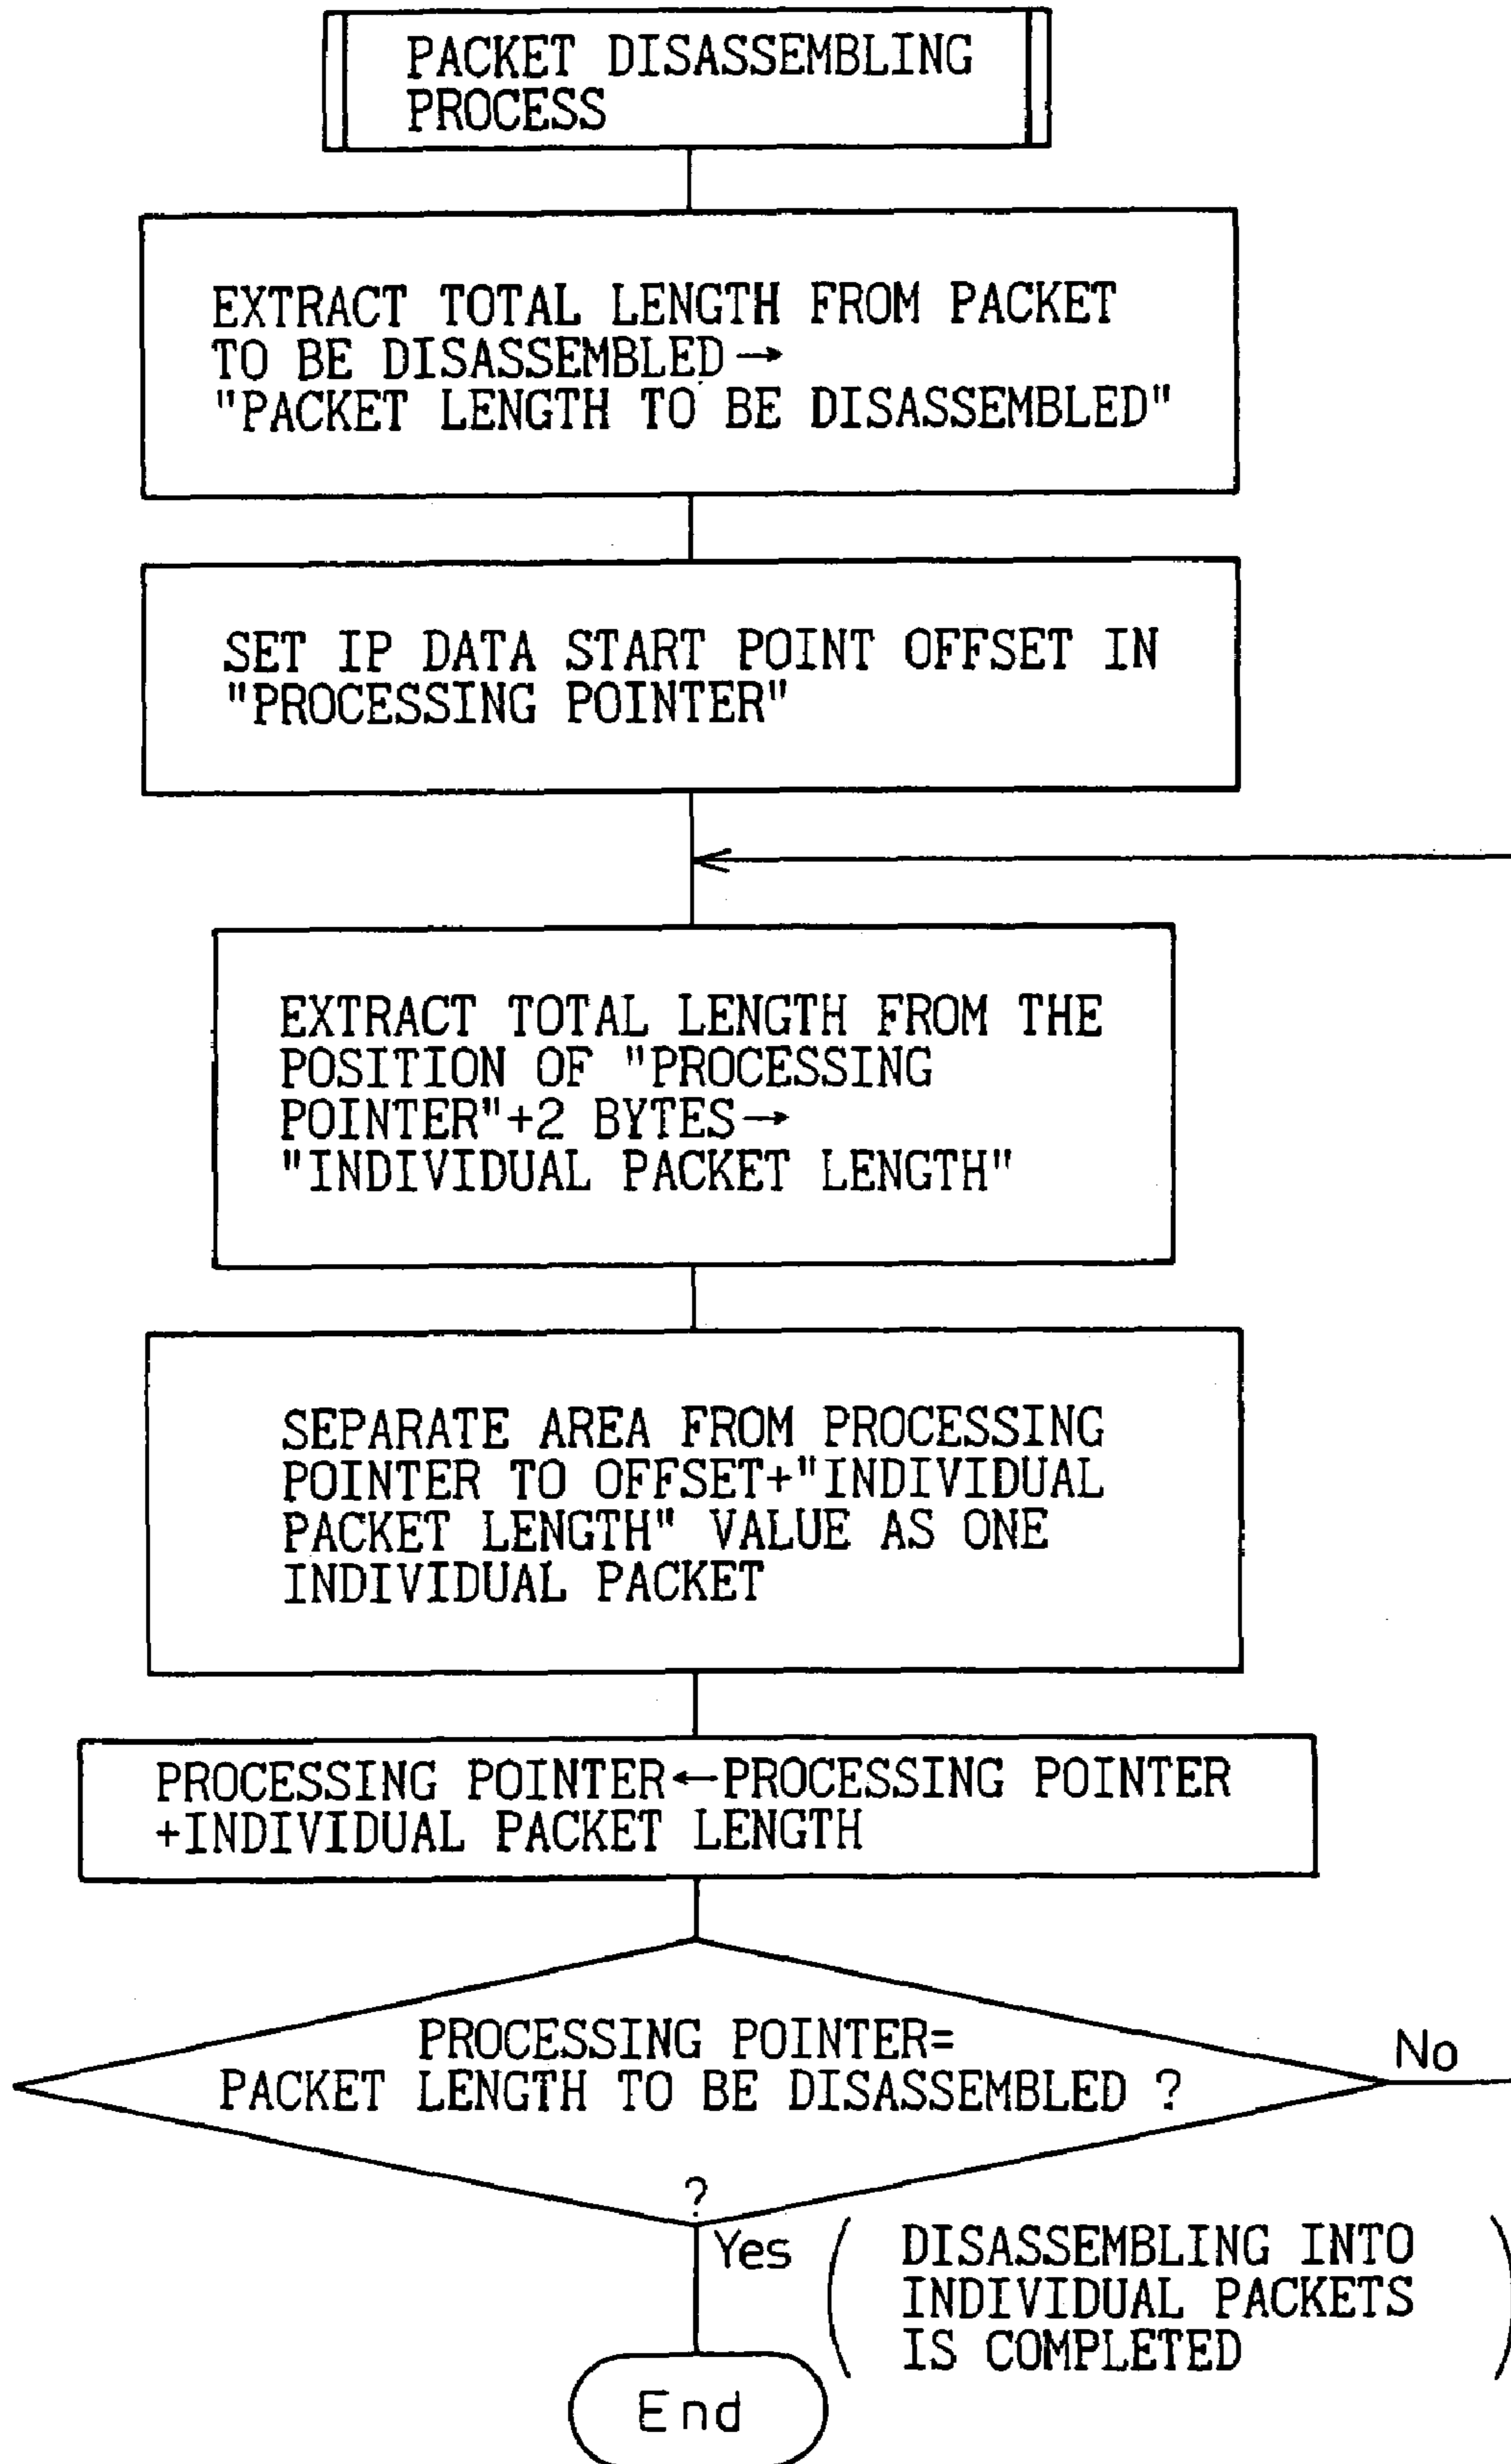 PACKET DISASSEMBLING
PROCESS
EXTRACT TOTAL LENGTH FROM PACKET
TO BE DISASSEMBLED→
"PACKET LENGTH TO BE DISASSEMBLED"
SET IP DATA START POINT OFFSET IN
"PROCESSING POINTER"
EXTRACT TOTAL LENGTH FROM THE
POSITION OF "PROCESSING
POINTER"+2 BYTES→
"INDIVIDUAL PACKET LENGTH"
SEPARATE AREA FROM PROCESSING
POINTER TO OFFSET+"INDIVIDUAL
PACKET LENGTH" VALUE AS ONE
INDIVIDUAL PACKET
PROCESSING POINTER←PROCESSING POINTER
+INDIVIDUAL PACKET LENGTH
PROCESSING POINTER=
PACKET LENGTH TO BE DISASSEMBLED ?
No
?
Yes
( DISASSEMBLING INTO
INDIVIDUAL PACKETS
IS COMPLETED )
End